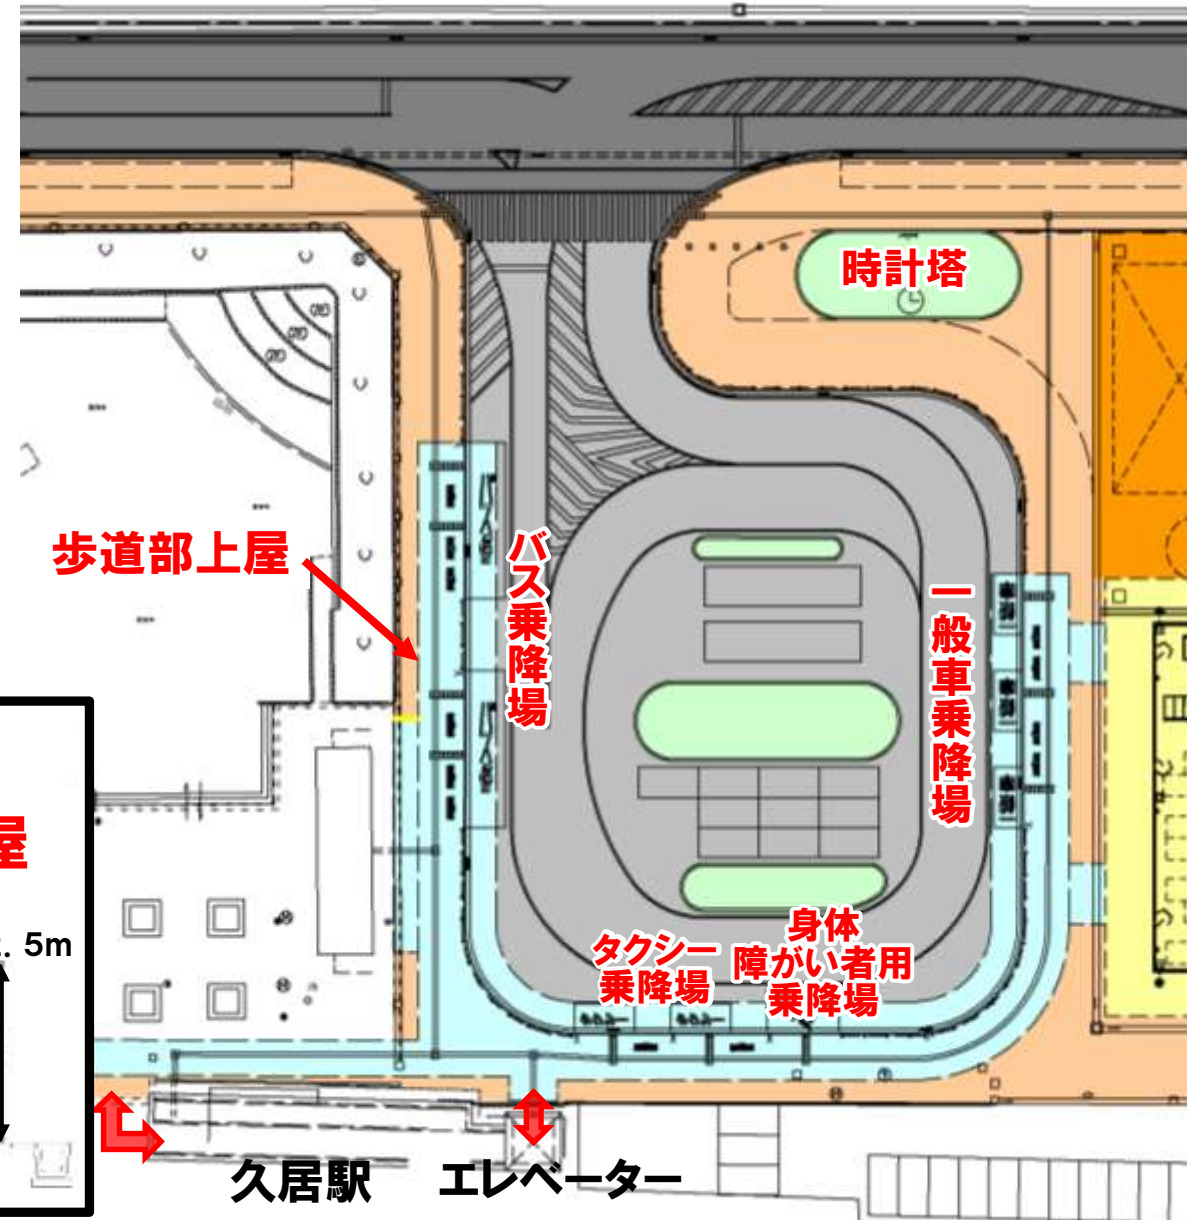 時計塔
歩道部上屋
バス乗降場
一般車乗降場
屋
. 5m
タクシー
乗降場
身体
障がい者用
乗降場
久居駅
エレベーター